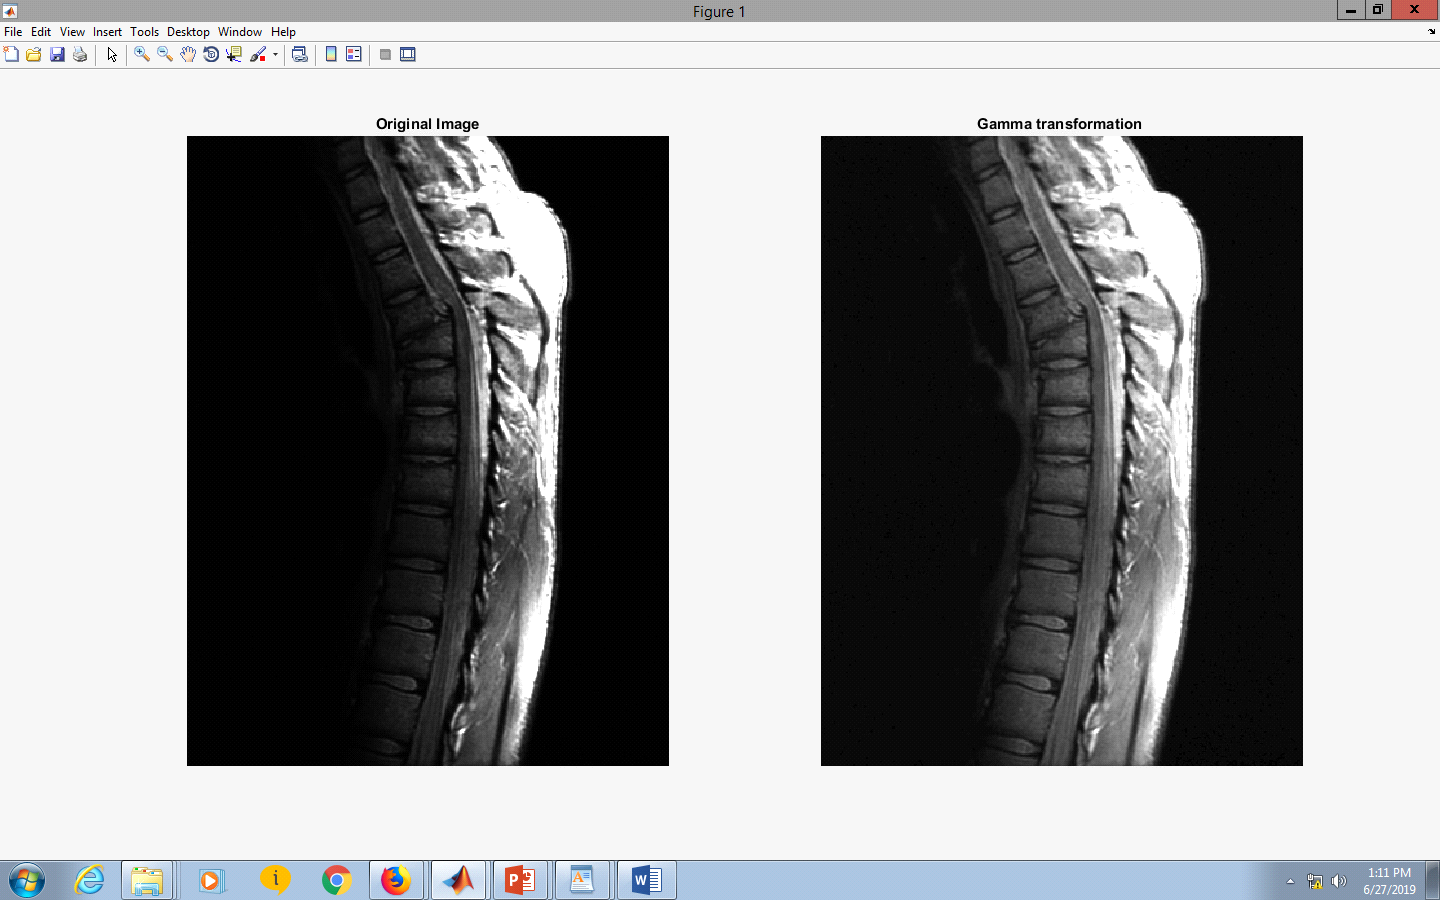 Figure 1
File Edit View Insert Tools Desktop Window Help
Original Image
Gamma transformation
1:11 PM
6/27/2019